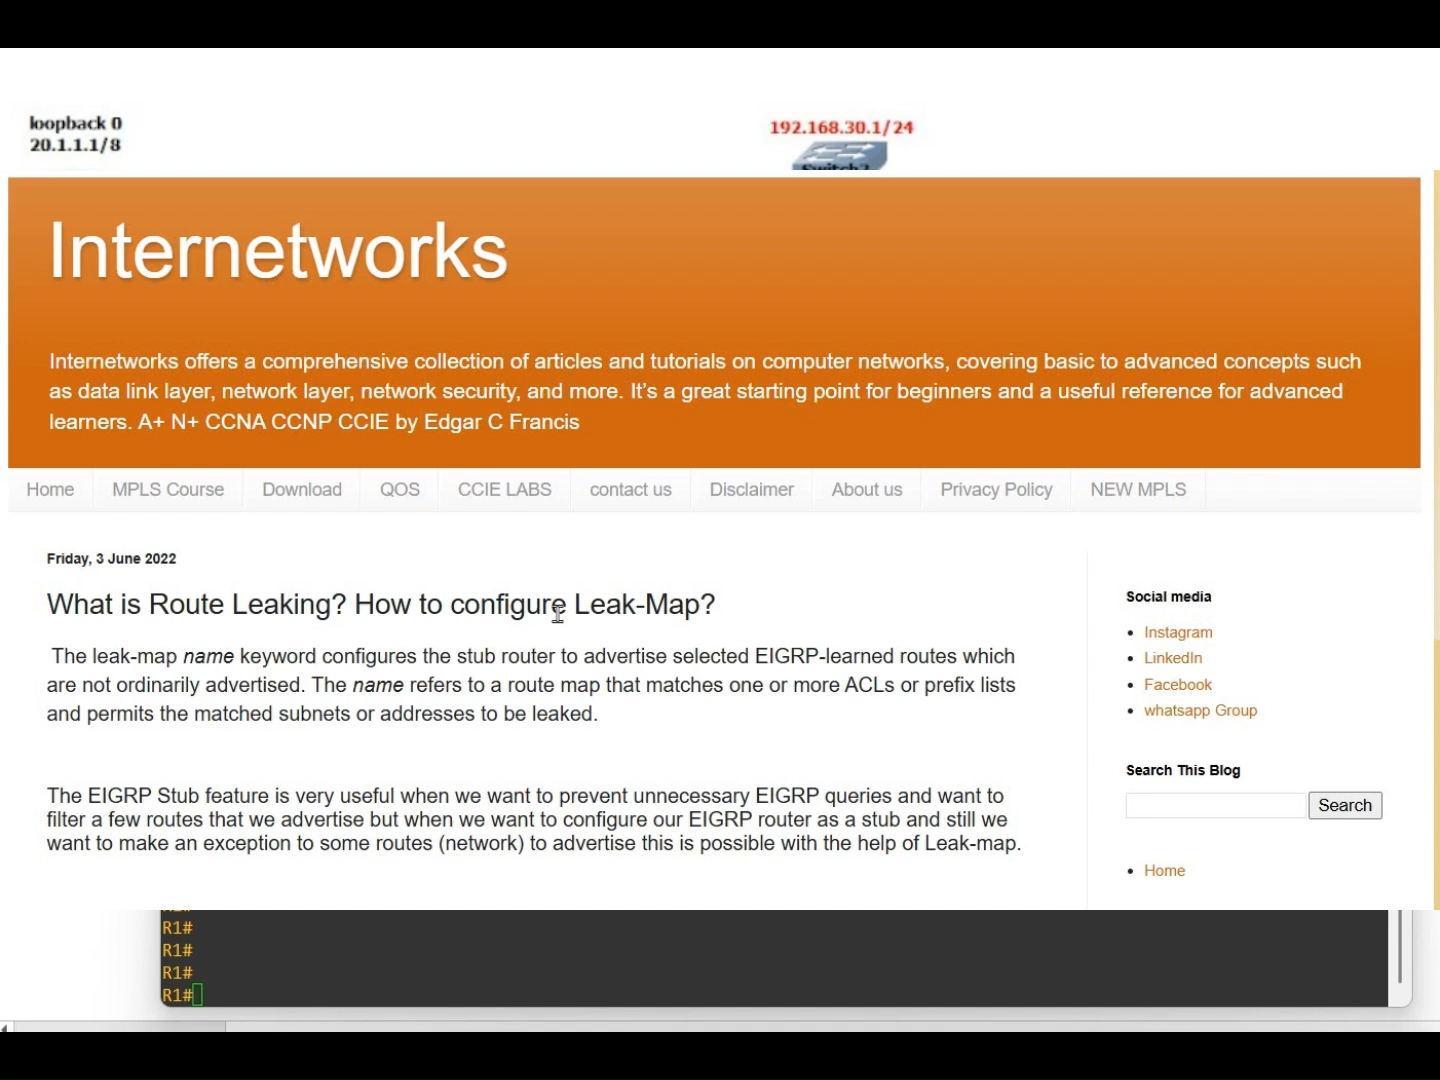 loopback 0
20.1.1.1/8
192.168.30.1/24
Switch2
Internetworks
Internetworks offers a comprehensive collection of articles and tutorials on computer networks, covering basic to advanced concepts such
as data link layer, network layer, network security, and more. It's a great starting point for beginners and a useful reference for advanced
learners. A+ N+ CCNA CCNP CCIE by Edgar C Francis
Home MPLS Course Download QOS CCIE LABS contact us Disclaimer About us Privacy Policy NEW MPLS
Friday, 3 June 2022
What is Route Leaking? How to configure Leak-Map?
The leak-map name keyword configures the stub router to advertise selected EIGRP-learned routes which
are not ordinarily advertised. The name refers to a route map that matches one or more ACLs or prefix lists
and permits the matched subnets or addresses to be leaked.
The EIGRP Stub feature is very useful when we want to prevent unnecessary EIGRP queries and want to
filter a few routes that we advertise but when we want to configure our EIGRP router as a stub and still we
want to make an exception to some routes (network) to advertise this is possible with the help of Leak-map.
Social media
Instagram
LinkedIn
Facebook
whatsapp Group
Search This Blog
Search
Home
R1#
R1#
R1#
R1#